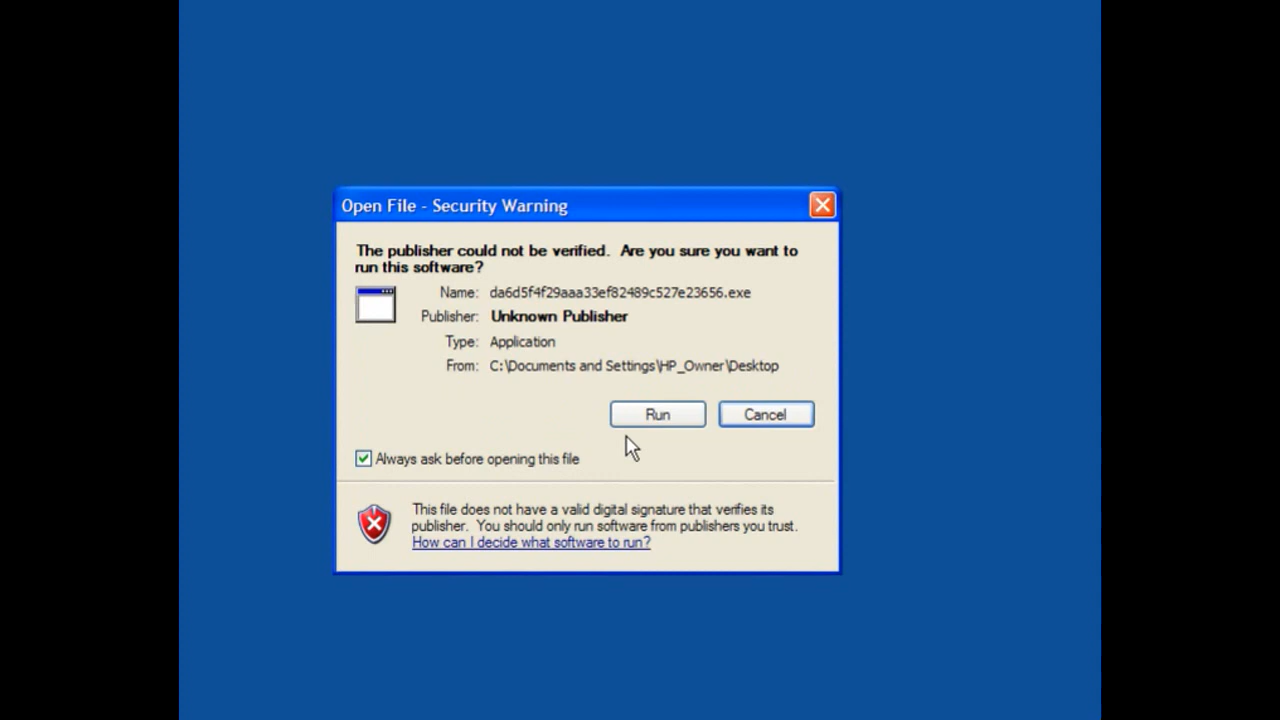 Open File - Security Warning
The publisher could not be verified.  Are you sure you want to
run this software?
Name: da6d5f4f29aaa33ef82489c527e23656.exe
Publisher: Unknown Publisher
Type: Application
From: C:\Documents and Settings\HP_Owner\Desktop
Run Cancel
Always ask before opening this file
This file does not have a valid digital signature that verifies its
publisher.  You should only run software from publishers you trust.
How can I decide what software to run?